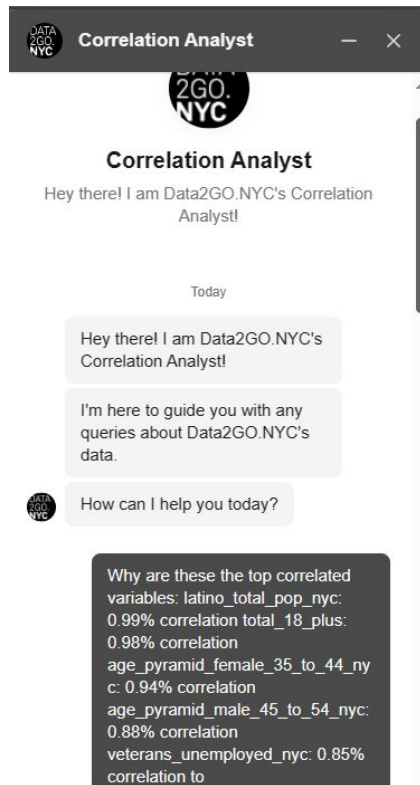 DATA
2GO.
NYC
Correlation Analyst
2GO.
NYC
Correlation Analyst
Hey there! I am Data2GO.NYC's Correlation
Analyst!
Today
Hey there! I am Data2GO.NYC's
Correlation Analyst!
I'm here to guide you with any
queries about Data2GO.NYC's
data.
DATA
2GO.
NYC
How can I help you today?
Why are these the top correlated
variables: latino_total_pop_nyc:
0.99% correlation total_18_plus:
0.98% correlation
age_pyramid_female_35_to_44_ny
c: 0.94% correlation
age_pyramid_male_45_to_54_nyc:
0.88% correlation
veterans_unemployed_nyc: 0.85%
correlation to